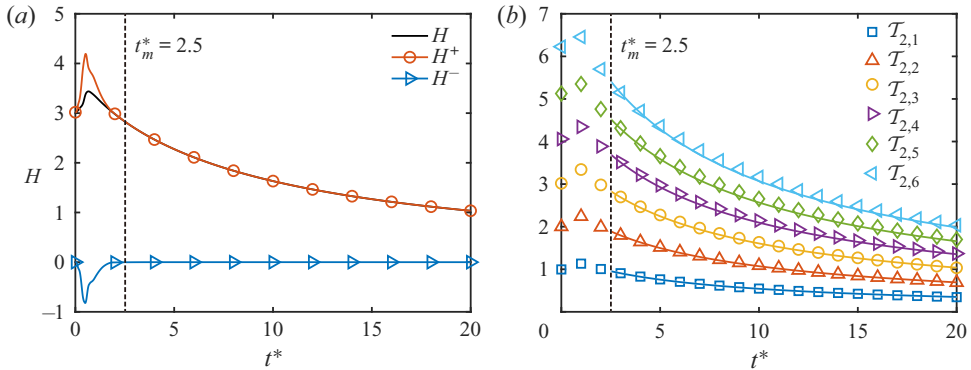 (a)
5
4
3
2
1
0
−1
H
t*m = 2.5
H
H+
H−
0 5 10 15 20
t*
(b)
7
6
5
4
3
2
1
0
t*m = 2.5
𝒯2,1
𝒯2,2
𝒯2,3
𝒯2,4
𝒯2,5
𝒯2,6
5 10 15 20
t*